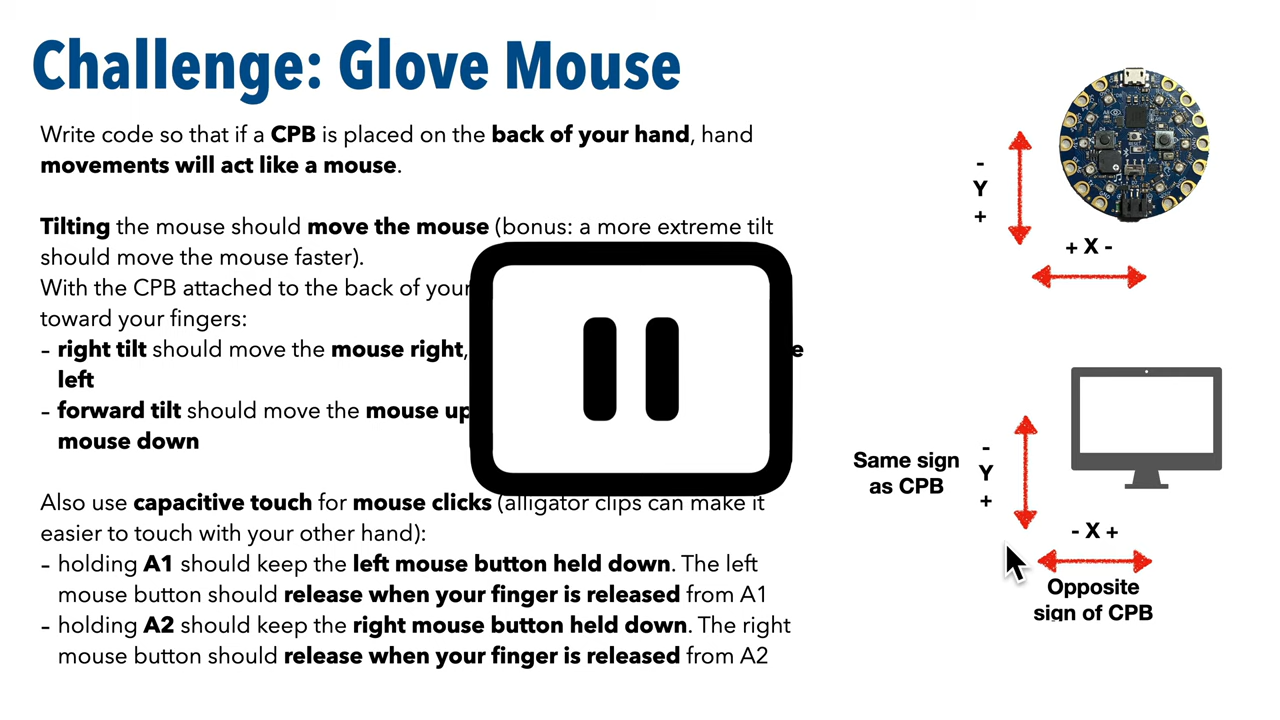 Challenge: Glove Mouse
Write code so that if a CPB is placed on the back of your hand, hand
movements will act like a mouse.
Tilting the mouse should move the mouse (bonus: a more extreme tilt
should move the mouse faster).
With the CPB attached to the back of your
toward your fingers:
- right tilt should move the mouse right,
left
- forward tilt should move the mouse up
mouse down
Also use capacitive touch for mouse clicks (alligator clips can make it
easier to touch with your other hand):
- holding A1 should keep the left mouse button held down. The left
mouse button should release when your finger is released from A1
- holding A2 should keep the right mouse button held down. The right
mouse button should release when your finger is released from A2
-
Y
+
+ X -
Same sign
as CPB
-
Y
+
- X +
Opposite
sign of CPB